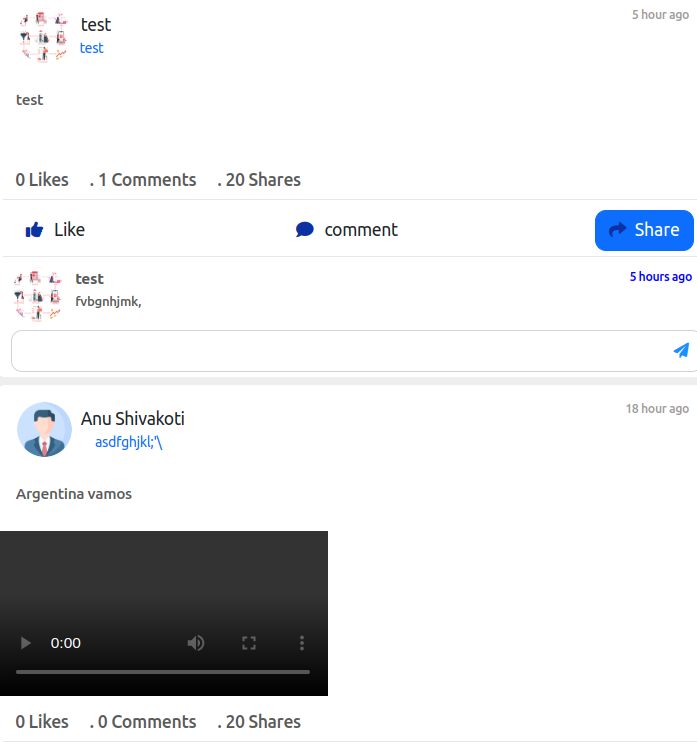 test
5 hour ago
test
test
0 Likes . 1 Comments . 20 Shares
Like comment Share
test
5 hours ago
fvbgnhjmk,
Anu Shivakoti
18 hour ago
asdfghjkl;'\
Argentina vamos
0:00
0 Likes . 0 Comments . 20 Shares